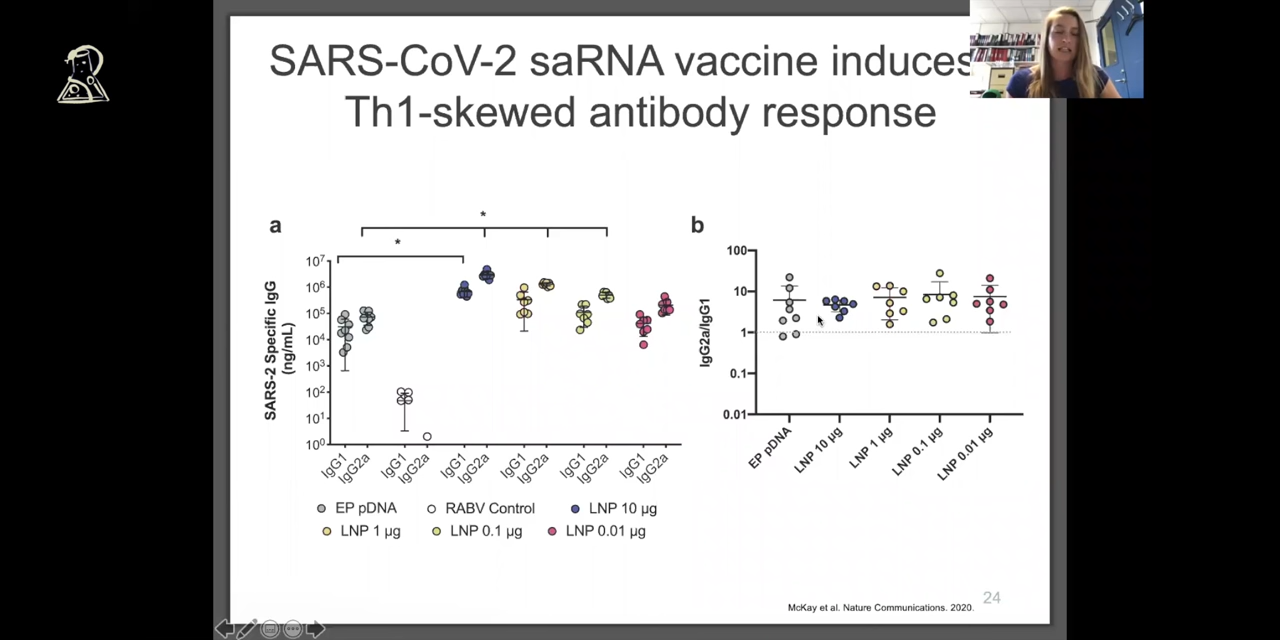 SARS-CoV-2 saRNA vaccine induces
Th1-skewed antibody response
a
*
*
SARS-2 Specific IgG
(ng/mL)
10⁷
10⁶
10⁵
10⁴
10³
10²
10¹
10⁰
IgG1
IgG2a
IgG1
IgG2a
IgG1
IgG2a
IgG1
IgG2a
IgG1
IgG2a
IgG1
IgG2a
EP pDNA
RABV Control
LNP 10 µg
LNP 1 µg
LNP 0.1 µg
LNP 0.01 µg
b
IgG2a/IgG1
100
10
1
0.1
0.01
EP pDNA
LNP 10 µg
LNP 1 µg
LNP 0.1 µg
LNP 0.01 µg
McKay et al. Nature Communications. 2020.
24